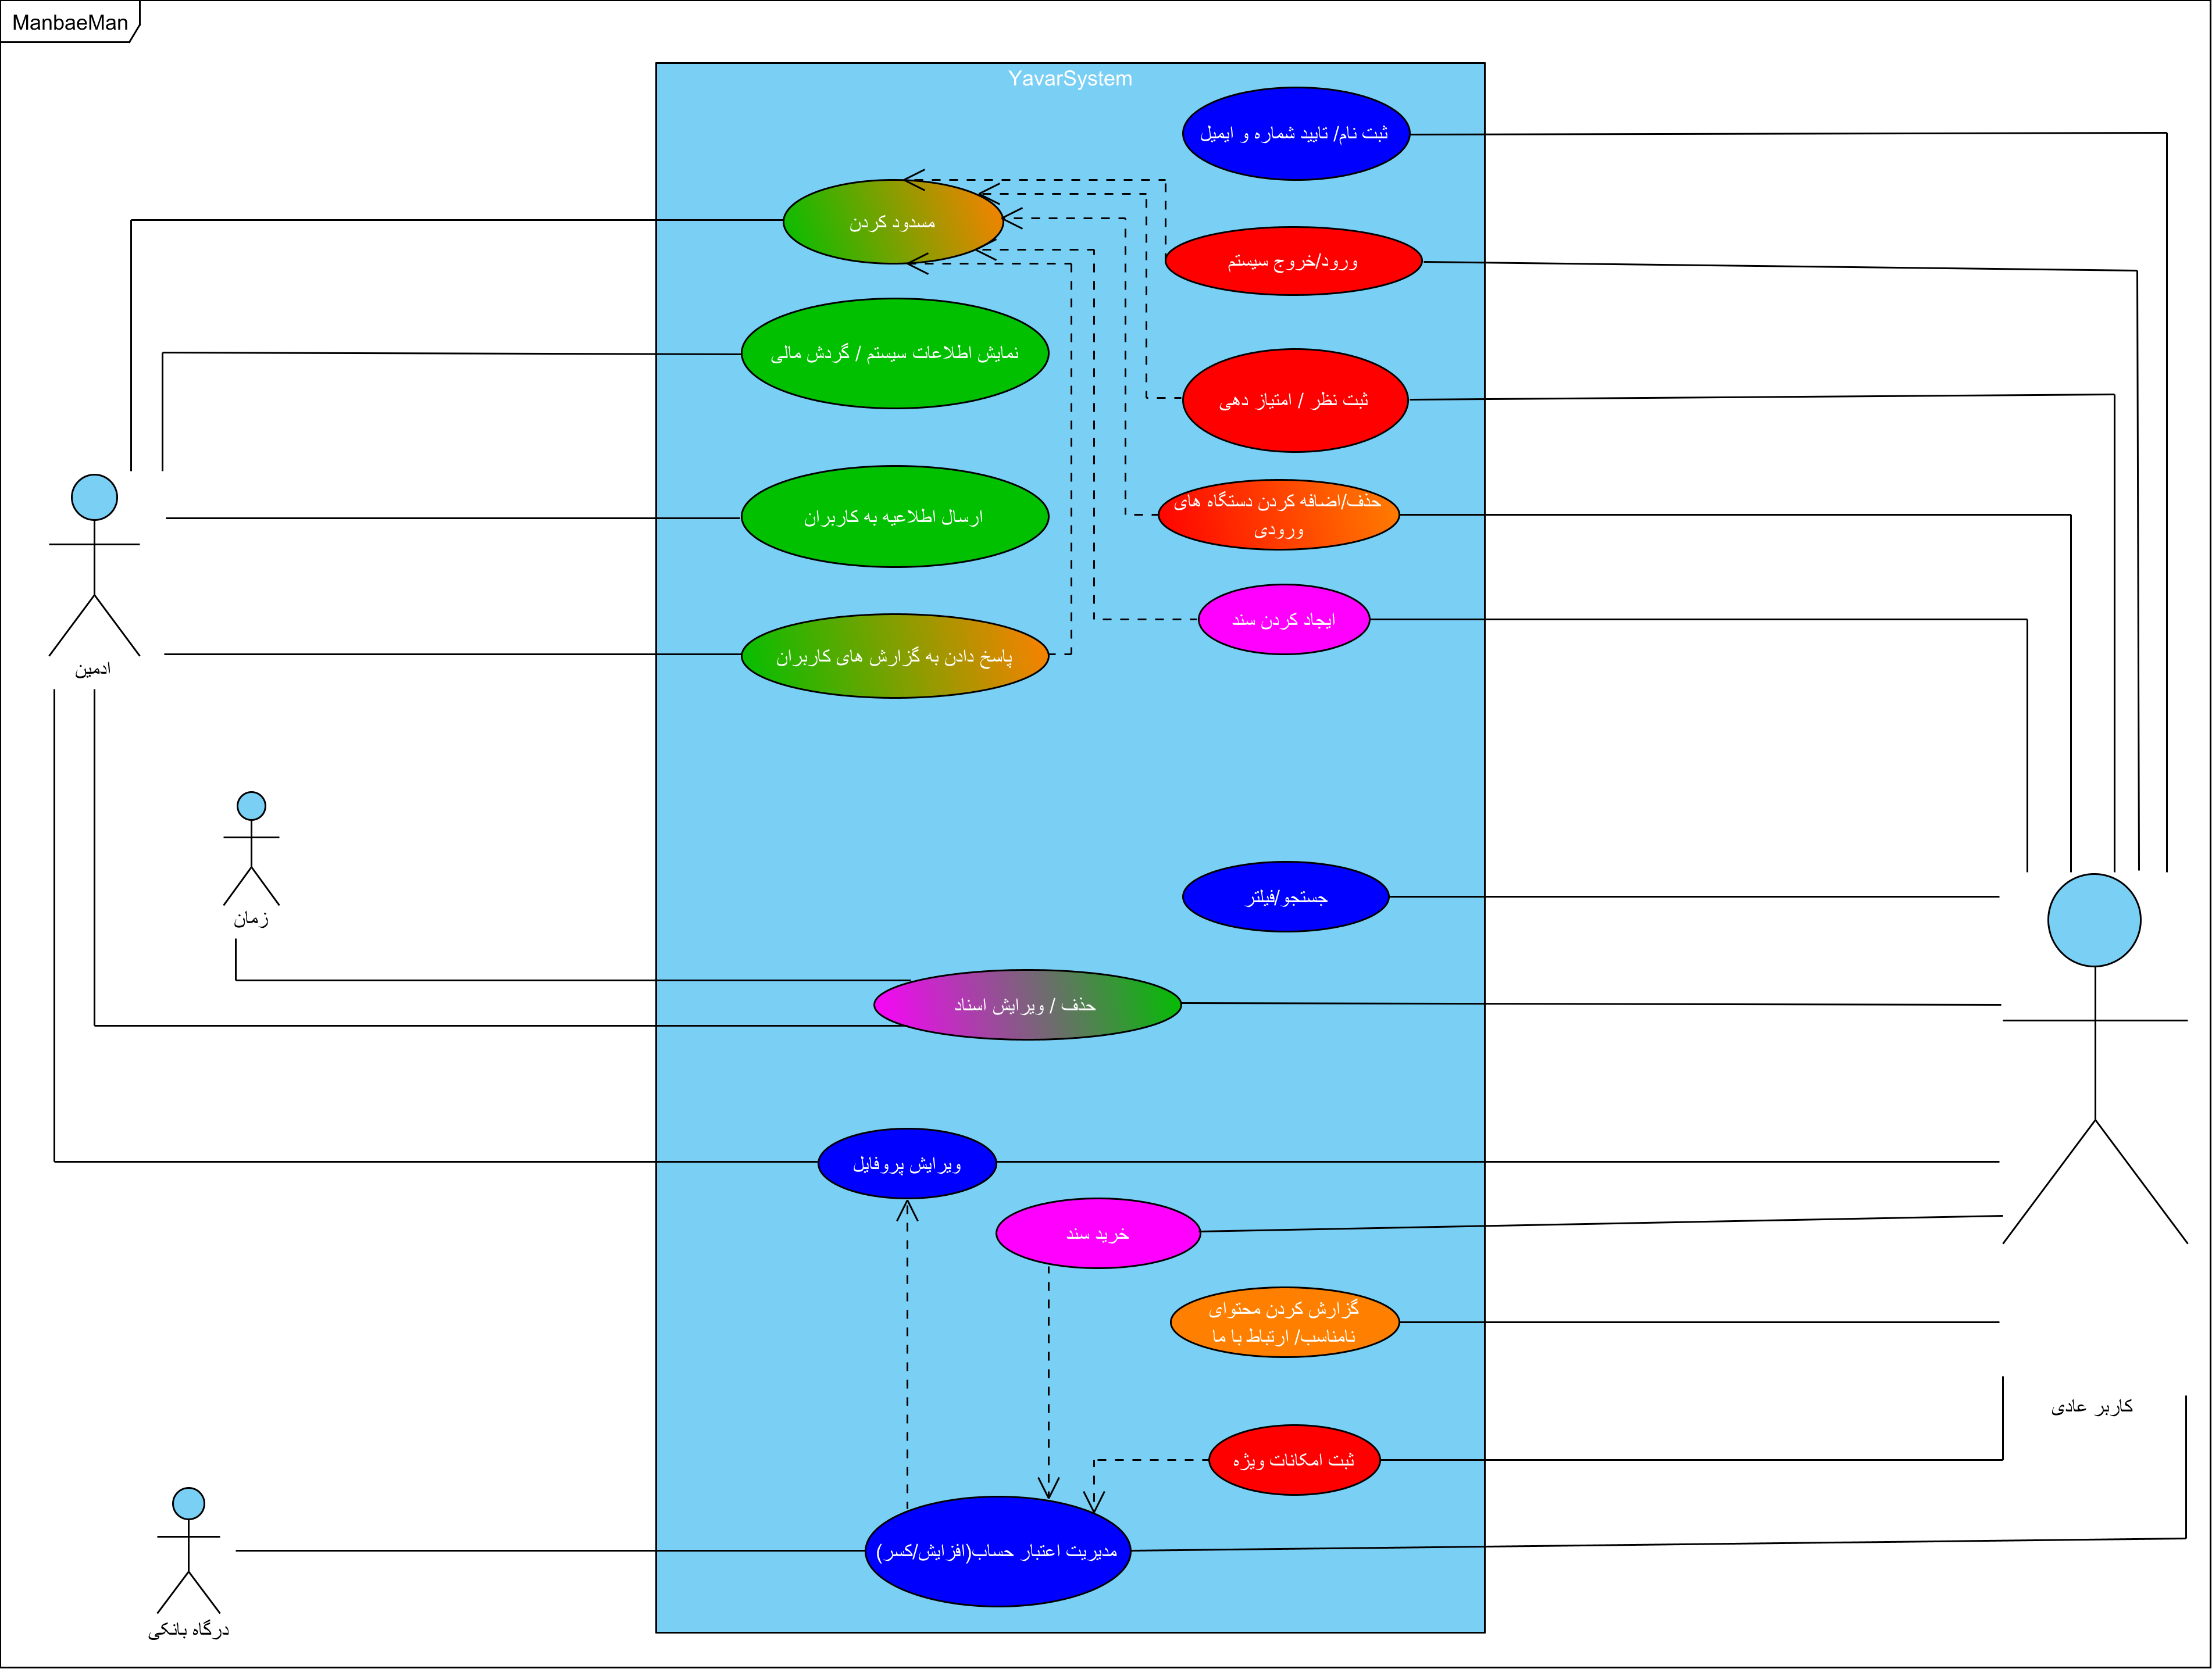 ManbaeMan
YavarSystem
ثبت نام/ تایید شماره و ایمیل
مسدود کردن
ورود/خروج سیستم
نمایش اطلاعات سیستم / گردش مالی
ثبت نظر / امتیاز دهی
حذف/اضافه کردن دستگاه های
ورودی
ارسال اطلاعیه به کاربران
ایجاد کردن سند
پاسخ دادن به گزارش های کاربران
ادمین
جستجو/فیلتر
زمان
حذف / ویرایش اسناد
ویرایش پروفایل
خرید سند
گزارش کردن محتوای
نامناسب/ ارتباط با ما
کاربر عادی
ثبت امکانات ویژه
مدیریت اعتبار حساب(افزایش/کسر)
درگاه بانکی